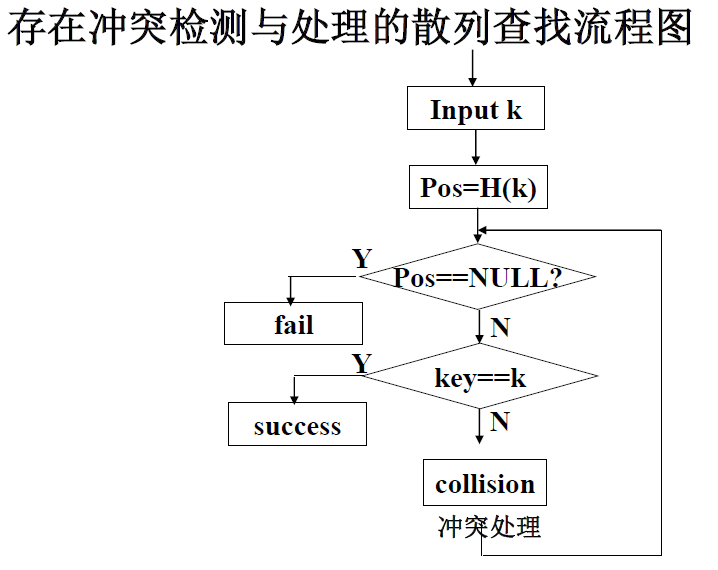 存在冲突检测与处理的散列查找流程图
Input k
Pos=H(k)
Y
Pos==NULL?
fail
N
Y
key==k
success
N
collision
冲突处理